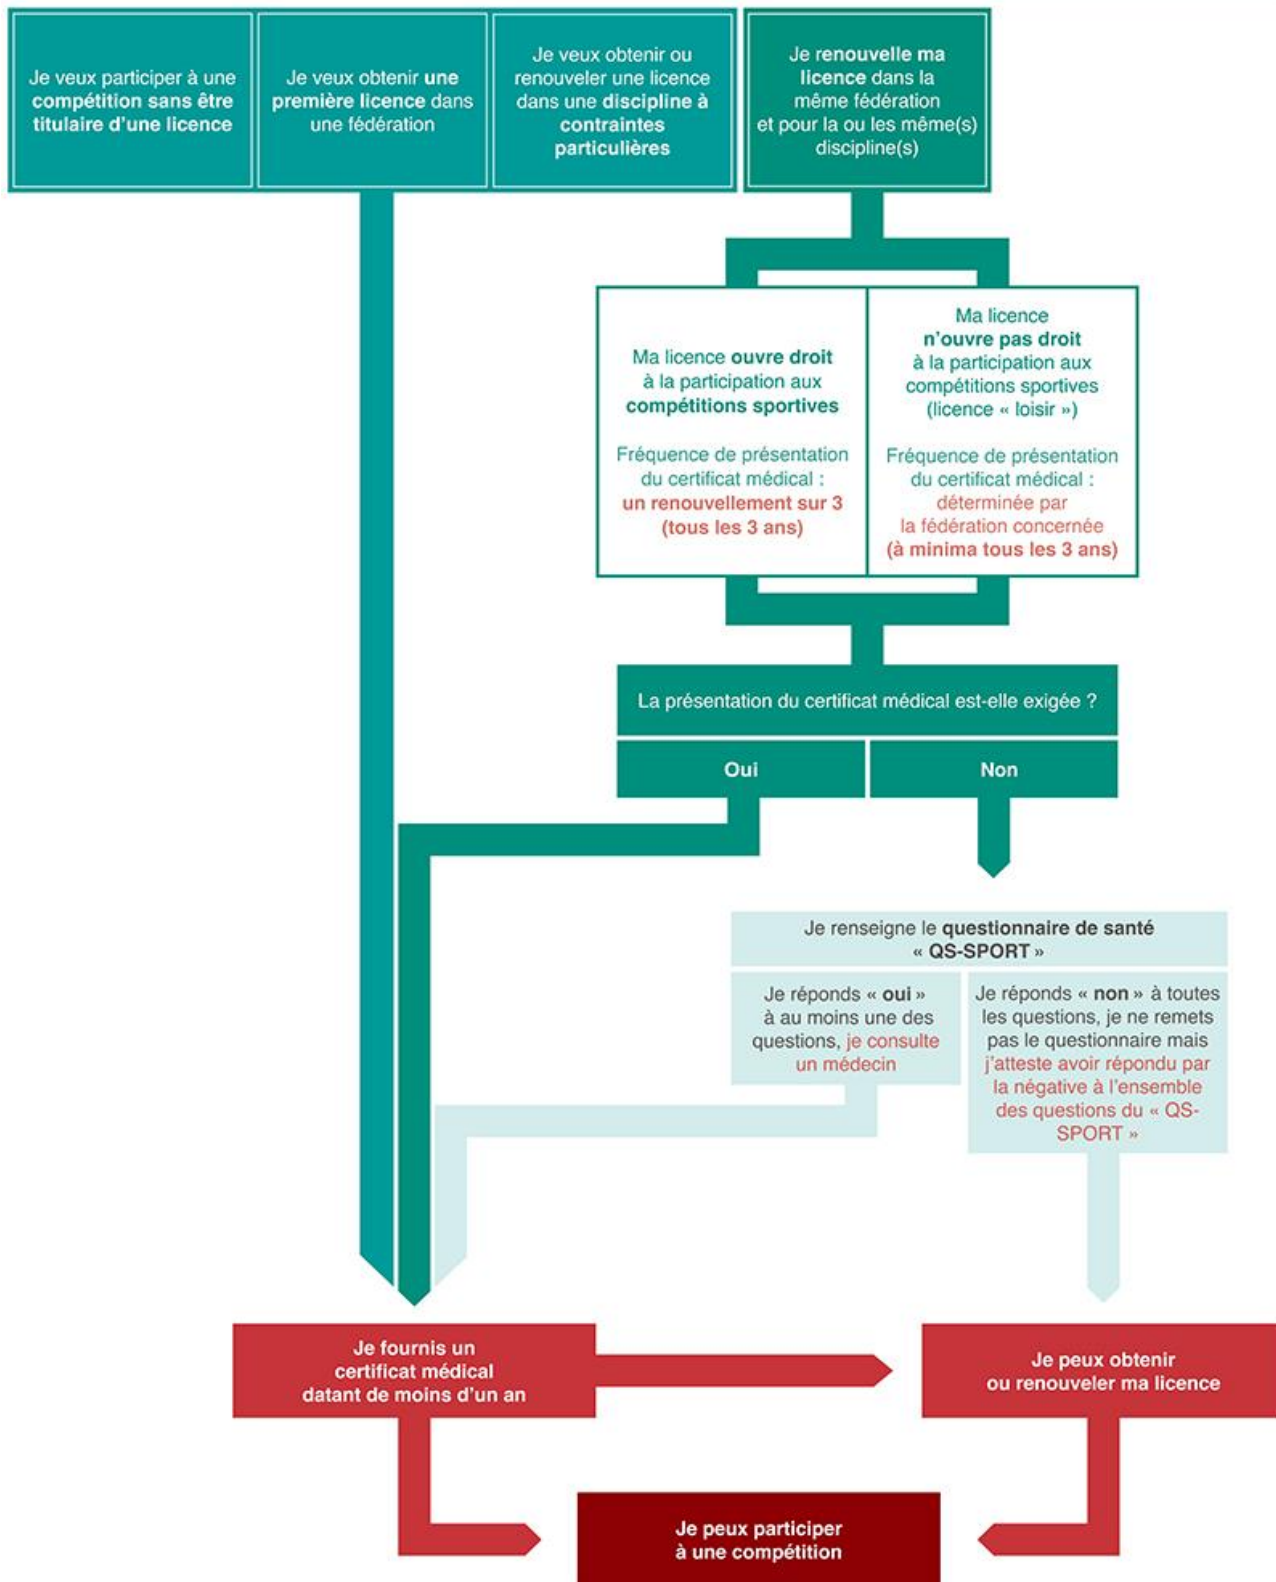 Je veux participer à une
compétition sans être
titulaire d'une licence
Je veux obtenir une
première licence dans
une fédération
Je veux obtenir ou
renouveler une licence
dans une discipline à
contraintes
particulières
Je renouvelle ma
licence dans la
même fédération
et pour la ou les même(s)
discipline(s)
Ma licence ouvre droit
à la participation aux
compétitions sportives
Fréquence de présentation
du certificat médical :
un renouvellement sur 3
(tous les 3 ans)
Ma licence
n'ouvre pas droit
à la participation aux
compétitions sportives
(licence « loisir »)
Fréquence de présentation
du certificat médical :
déterminée par
la fédération concernée
(à minima tous les 3 ans)
La présentation du certificat médical est-elle exigée ?
Oui
Non
Je renseigne le questionnaire de santé
« QS-SPORT »
Je réponds « oui »
à au moins une des
questions, je consulte
un médecin
Je réponds « non » à toutes
les questions, je ne remets
pas le questionnaire mais
j'atteste avoir répondu par
la négative à l'ensemble
des questions du « QS-
SPORT »
Je fournis un
certificat médical
datant de moins d'un an
Je peux obtenir
ou renouveler ma licence
Je peux participer
à une compétition